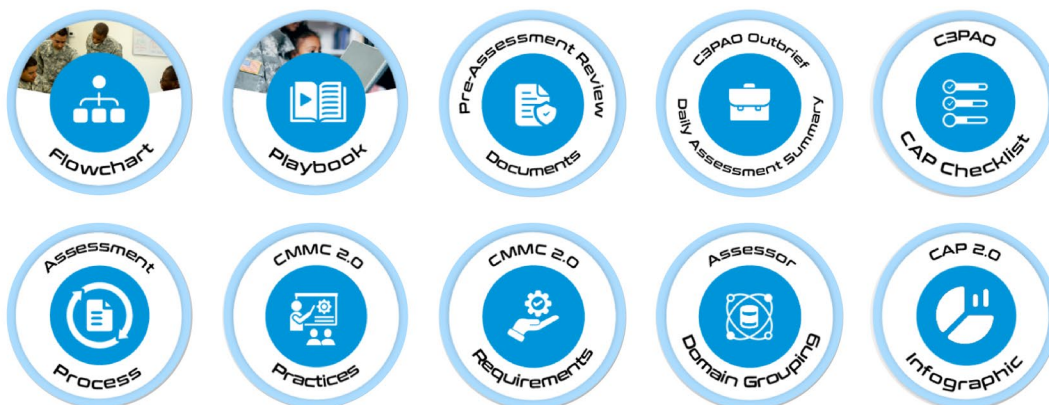 Flowchart
Playbook
Pre-Assessment Review
Documents
C3PAO Outbrief
Daily Assessment Summary
C3PAO
CAP Checklist
Assessment
Process
CMMC 2.0
Practices
CMMC 2.0
Requirements
Assessor
Domain Grouping
CAP 2.0
Infographic